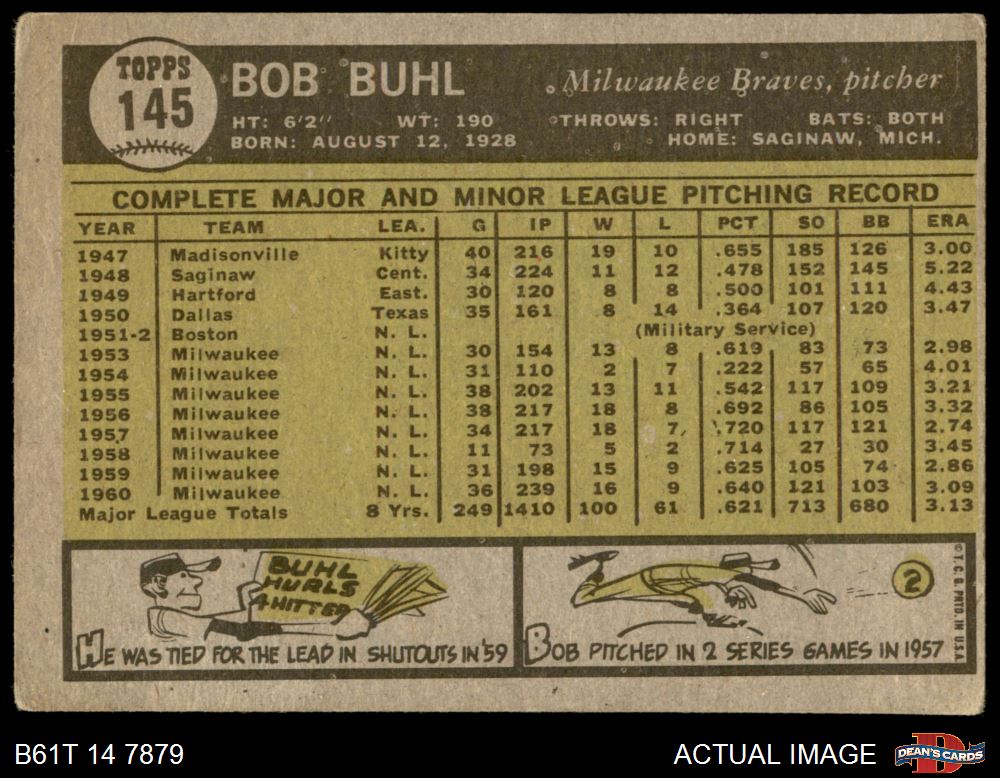 TOPPS
145
BOB BUHL
Milwaukee Braves, pitcher
HT: 6'2" WT: 190 THROWS: RIGHT BATS: BOTH
BORN: AUGUST 12, 1928 HOME: SAGINAW, MICH.
COMPLETE MAJOR AND MINOR LEAGUE PITCHING RECORD
YEAR TEAM LEA. G IP W L PCT SO BB ERA
1947 Madisonville Kitty 40 216 19 10 .655 185 126 3.00
1948 Saginaw Cent. 34 224 11 12 .478 152 145 5.22
1949 Hartford East. 30 120 8 8 .500 101 111 4.43
1950 Dallas Texas 35 161 8 14 .364 107 120 3.47
1951-2 Boston N. L. (Military Service)
1953 Milwaukee N. L. 30 154 13 8 .619 83 73 2.98
1954 Milwaukee N. L. 31 110 2 7 .222 57 65 4.01
1955 Milwaukee N. L. 38 202 13 11 .542 117 109 3.21
1956 Milwaukee N. L. 38 217 18 8 .692 86 105 3.32
1957 Milwaukee N. L. 34 217 18 7 .720 117 121 2.74
1958 Milwaukee N. L. 11 73 5 2 .714 27 30 3.45
1959 Milwaukee N. L. 31 198 15 9 .625 105 74 2.86
1960 Milwaukee N. L. 36 239 16 9 .640 121 103 3.09
Major League Totals 8 Yrs. 249 1410 100 61 .621 713 680 3.13
BUHL
HURLS
4 HITTER
HE WAS TIED FOR THE LEAD IN SHUTOUTS IN '59
2
BOB PITCHED IN 2 SERIES GAMES IN 1957
© T.C.G. PRTD. IN U.S.A.
B61T 14 7879
ACTUAL IMAGE
DEAN'S CARDS